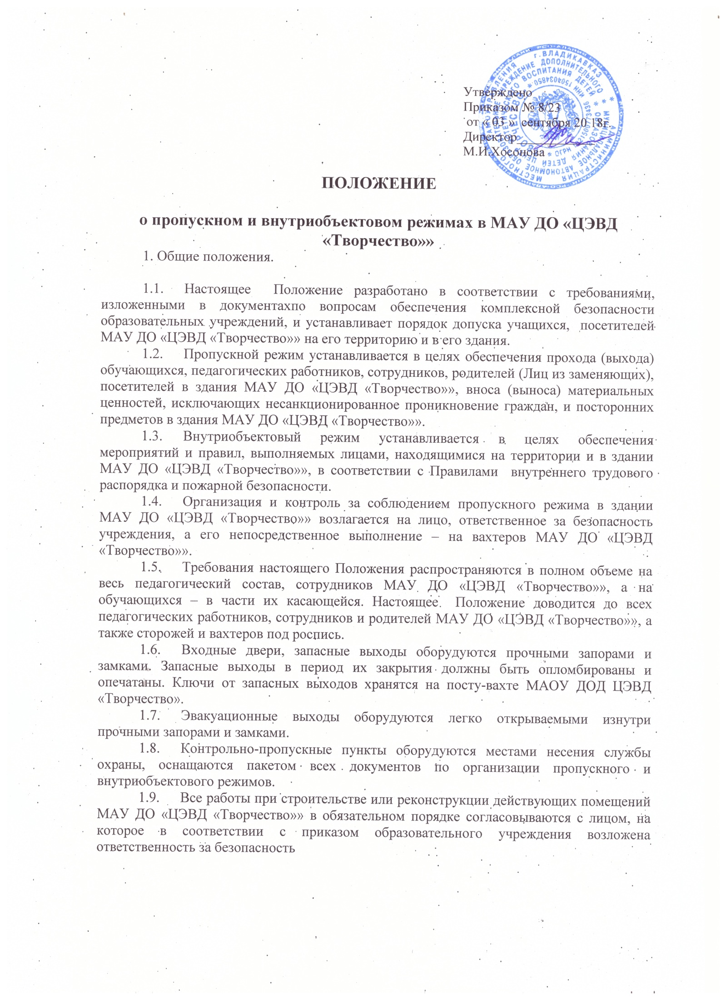 Утверждено
Приказом № 8/23
от « 03 » сентября 20 18г.
Директор____________
М.И.Хосонова
ПОЛОЖЕНИЕ
о пропускном и внутриобъектовом режимах в МАУ ДО «ЦЭВД
«Творчество»»
1. Общие положения.
1.1. Настоящее Положение разработано в соответствии с требованиями,
изложенными в документахпо вопросам обеспечения комплексной безопасности
образовательных учреждений, и устанавливает порядок допуска учащихся, посетителей
МАУ ДО «ЦЭВД «Творчество»» на его территорию и в его здания.
1.2. Пропускной режим устанавливается в целях обеспечения прохода (выхода)
обучающихся, педагогических работников, сотрудников, родителей (Лиц из заменяющих),
посетителей в здания МАУ ДО «ЦЭВД «Творчество»», вноса (выноса) материальных
ценностей, исключающих несанкционированное проникновение граждан, и посторонних
предметов в здания МАУ ДО «ЦЭВД «Творчество»».
1.3. Внутриобъектовый режим устанавливается в целях обеспечения
мероприятий и правил, выполняемых лицами, находящимися на территории и в здании
МАУ ДО «ЦЭВД «Творчество»», в соответствии с Правилами внутреннего трудового
распорядка и пожарной безопасности.
1.4. Организация и контроль за соблюдением пропускного режима в здании
МАУ ДО «ЦЭВД «Творчество»» возлагается на лицо, ответственное за безопасность
учреждения, а его непосредственное выполнение – на вахтеров МАУ ДО «ЦЭВД
«Творчество»».
1.5. Требования настоящего Положения распространяются в полном объеме на
весь педагогический состав, сотрудников МАУ ДО «ЦЭВД «Творчество»», а на
обучающихся – в части их касающейся. Настоящее Положение доводится до всех
педагогических работников, сотрудников и родителей МАУ ДО «ЦЭВД «Творчество»», а
также сторожей и вахтеров под роспись.
1.6. Входные двери, запасные выходы оборудуются прочными запорами и
замками. Запасные выходы в период их закрытия должны быть опломбированы и
опечатаны. Ключи от запасных выходов хранятся на посту-вахте МАОУ ДОД ЦЭВД
«Творчество».
1.7. Эвакуационные выходы оборудуются легко открываемыми изнутри
прочными запорами и замками.
1.8. Контрольно-пропускные пункты оборудуются местами несения службы
охраны, оснащаются пакетом всех документов по организации пропускного и
внутриобъектового режимов.
1.9. Все работы при строительстве или реконструкции действующих помещений
МАУ ДО «ЦЭВД «Творчество»» в обязательном порядке согласовываются с лицом, на
которое в соответствии с приказом образовательного учреждения возложена
ответственность за безопасность